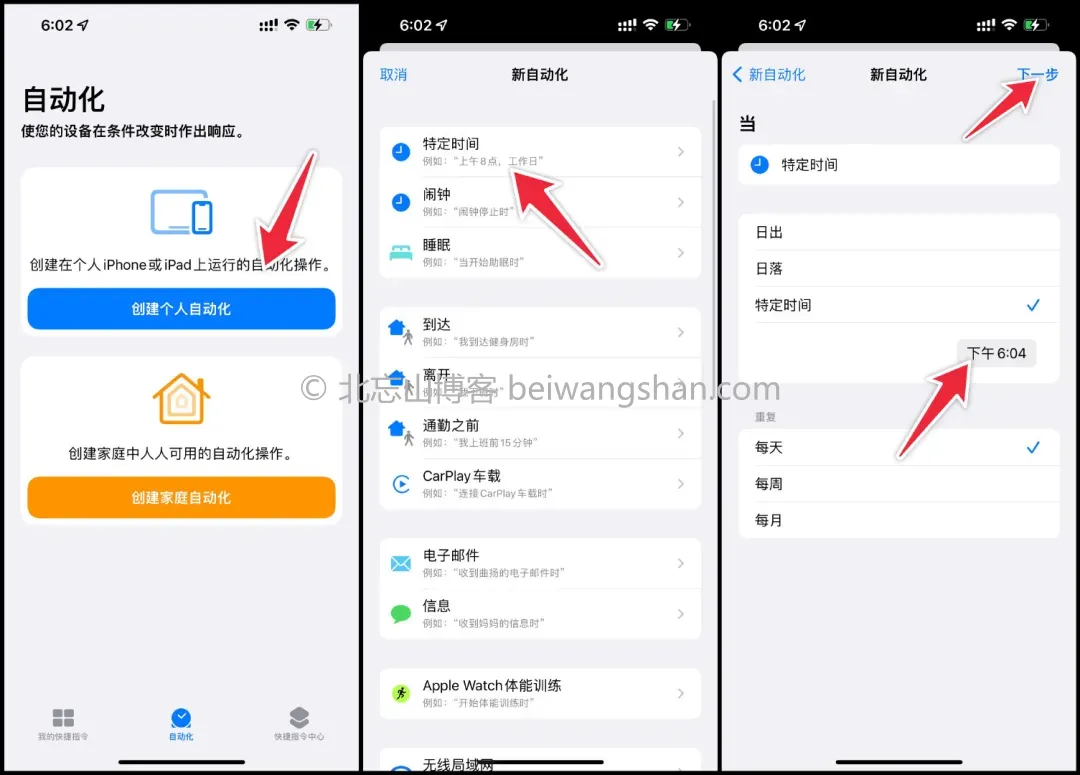 6:02
自动化
使您的设备在条件改变时作出响应。
创建在个人iPhone或iPad上运行的自动化操作。
创建个人自动化
创建家庭中人人可用的自动化操作。
创建家庭自动化
我的快捷指令
自动化
快捷指令中心
6:02
取消
新自动化
特定时间
例如：“上午8点，工作日”
闹钟
例如：“闹钟停止时”
睡眠
例如：“当开始助眠时”
到达
例如：“我到达健身房时”
离开
通勤之前
例如：“我上班前15分钟”
CarPlay车载
例如：“连接CarPlay车载时”
电子邮件
例如：“收到曲扬的电子邮件时”
信息
例如：“收到妈妈的信息时”
Apple Watch体能训练
例如：“开始体能训练时”
无线局域网
6:02
新自动化
新自动化
下一步
当
特定时间
日出
日落
特定时间
下午6:04
重复
每天
每周
每月
© 北忘山博客 beiwangshan.com